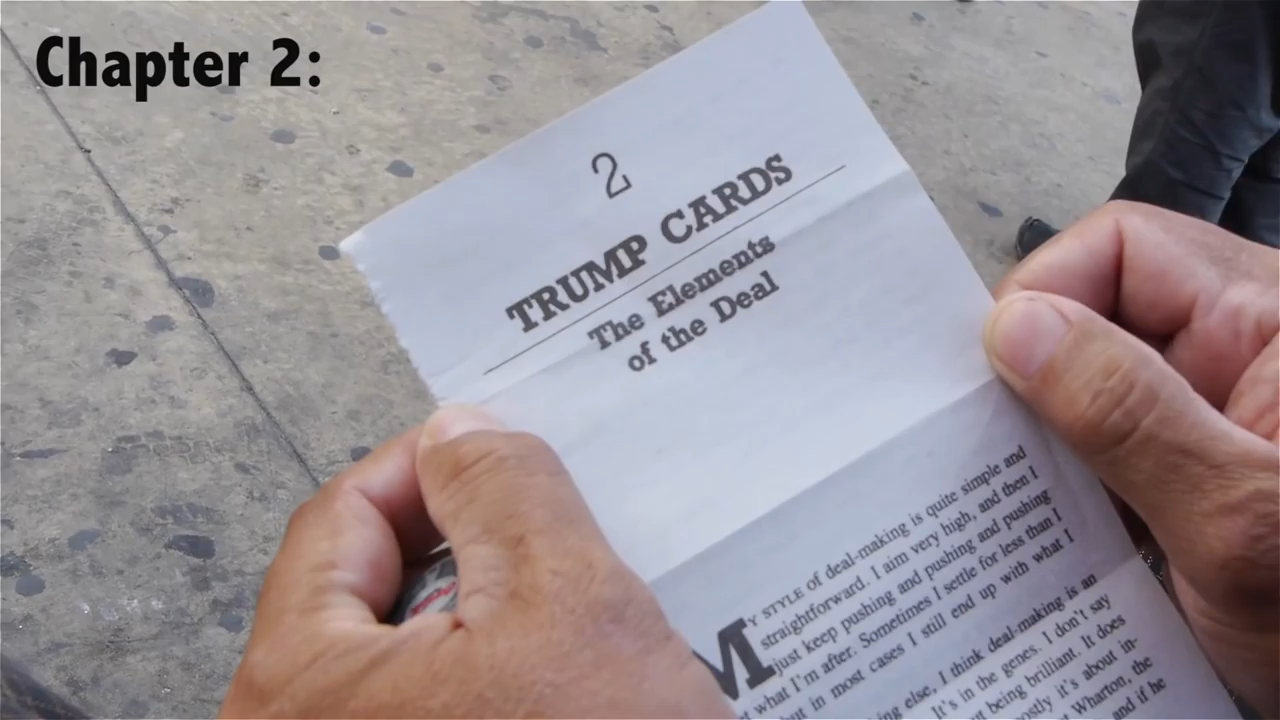 Chapter 2:
2
TRUMP CARDS
The Elements
of the Deal
MY STYLE of deal-making is quite simple and
straightforward. I aim very high, and then I
just keep pushing and pushing and pushing
what I'm after. Sometimes I settle for less than I
but in most cases I still end up with what I
else, I think deal-making is an
It's in the genes. I don't say
being brilliant. It does
it's about in-
Wharton, the
and if he